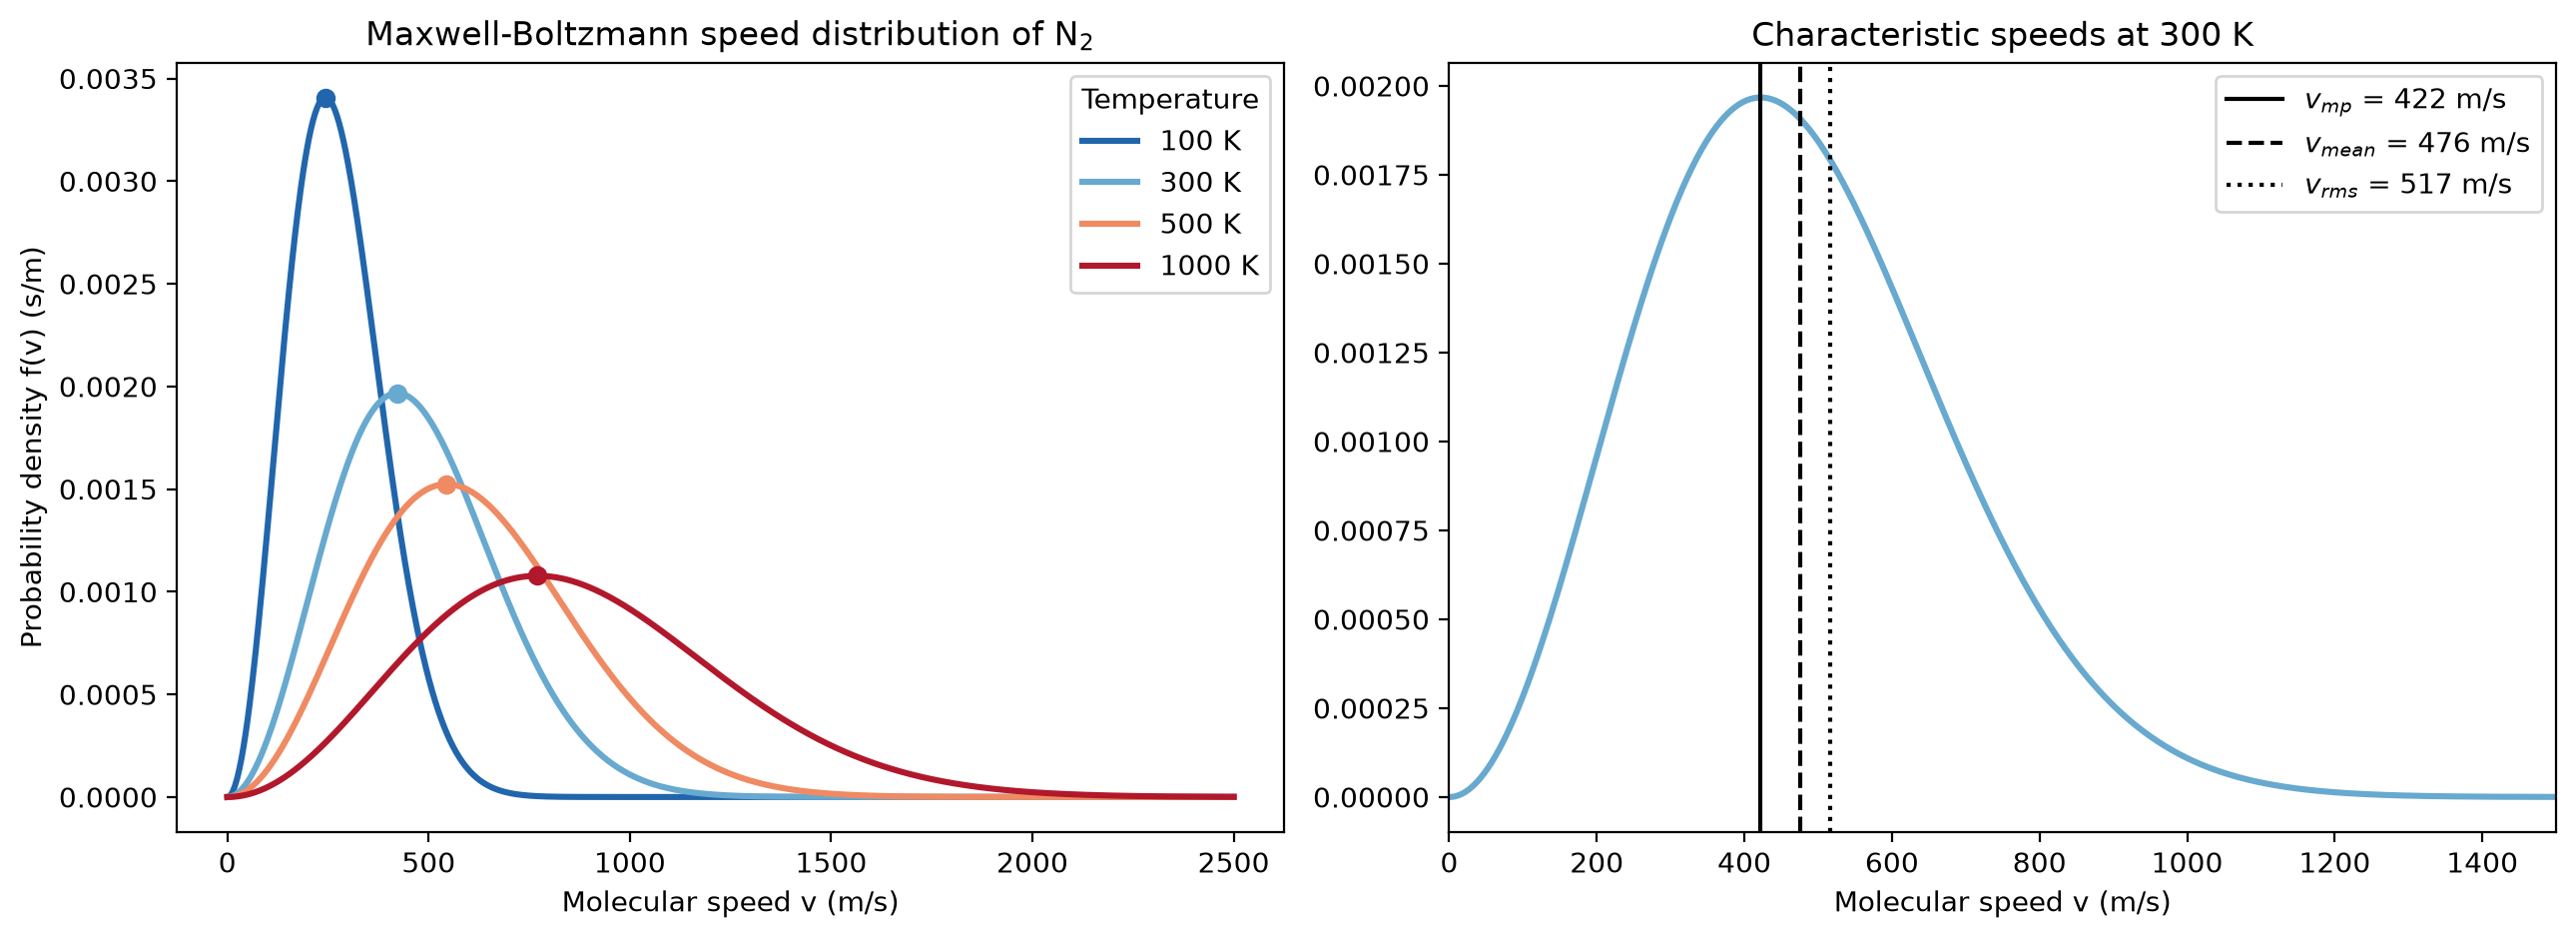 Maxwell-Boltzmann speed distribution of N₂
Probability density f(v) (s/m)
0.0035
0.0030
0.0025
0.0020
0.0015
0.0010
0.0005
0.0000
Temperature
100 K
300 K
500 K
1000 K
0 500 1000 1500 2000 2500
Molecular speed v (m/s)
Characteristic speeds at 300 K
0.00200
0.00175
0.00150
0.00125
0.00100
0.00075
0.00050
0.00025
0.00000
v_mp = 422 m/s
v_mean = 476 m/s
v_rms = 517 m/s
0 200 400 600 800 1000 1200 1400
Molecular speed v (m/s)